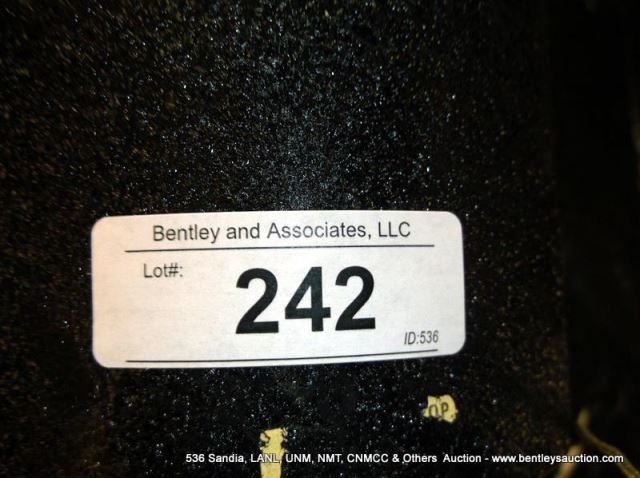 Bentley and Associates, LLC
Lot#:
242
ID:536
OP
536 Sandia, LANL, UNM, NMT, CNMCC & Others Auction - www.bentleysauction.com